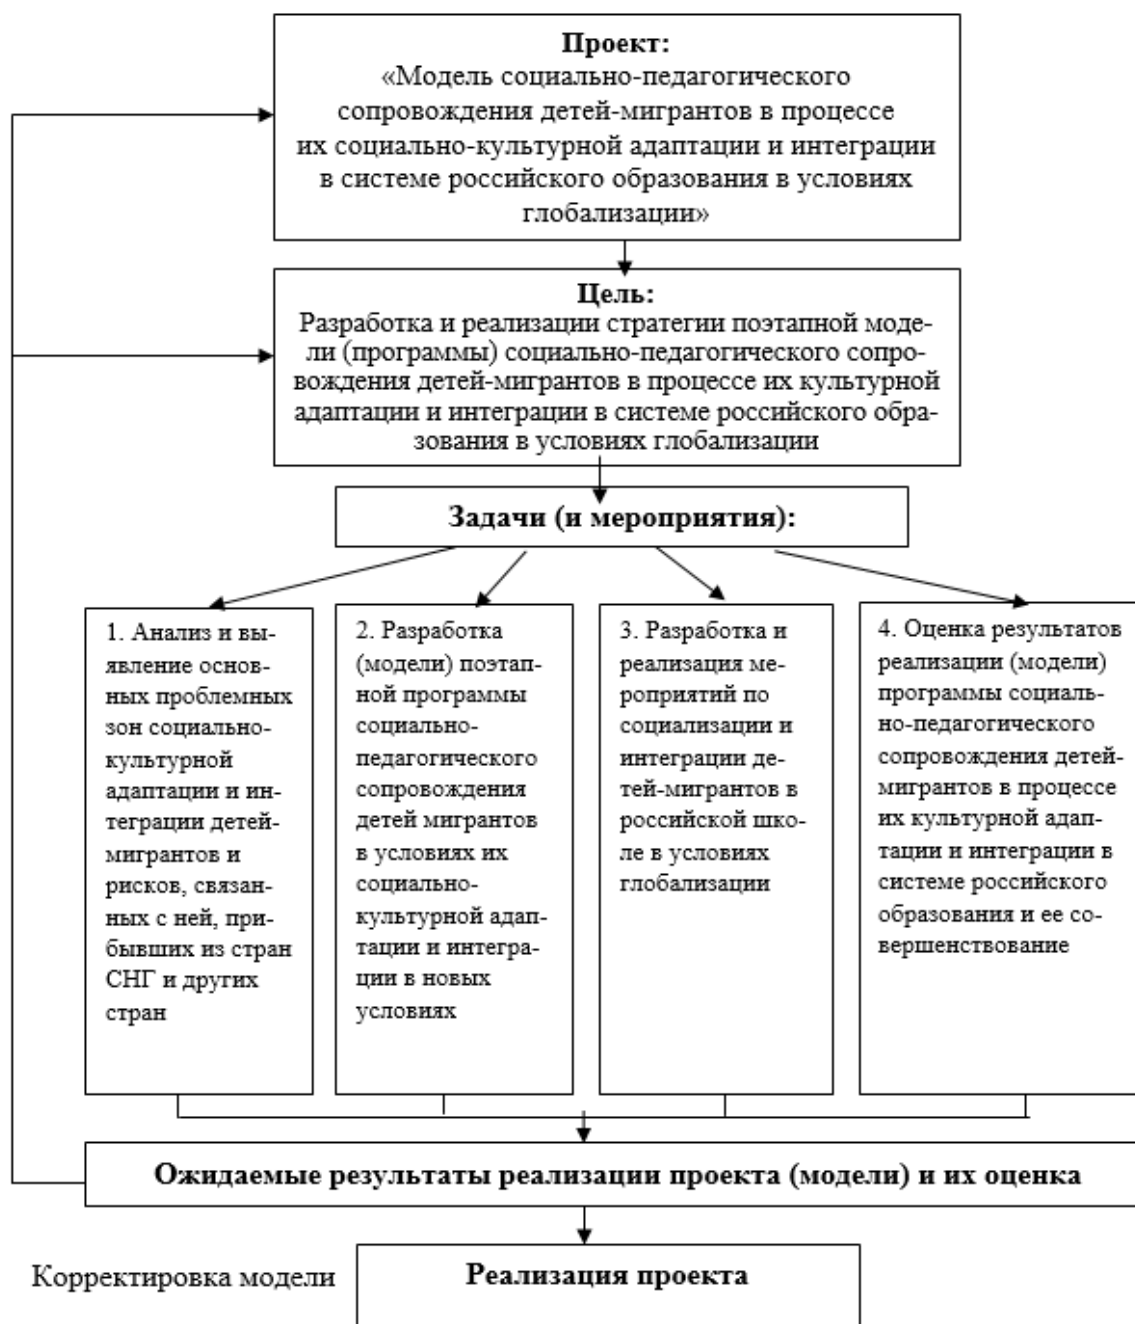 Проект:
«Модель социально-педагогического
сопровождения детей-мигрантов в процессе
их социально-культурной адаптации и интеграции
в системе российского образования в условиях
глобализации»
Цель:
Разработка и реализации стратегии поэтапной моде-
ли (программы) социально-педагогического сопро-
вождения детей-мигрантов в процессе их культурной
адаптации и интеграции в системе российского обра-
зования в условиях глобализации
Задачи (и мероприятия):
1. Анализ и вы-
явление основ-
ных проблемных
зон социально-
культурной
адаптации и ин-
теграции детей-
мигрантов и
рисков, связан-
ных с ней, при-
бывших из стран
СНГ и других
стран
2. Разработка
(модели) поэтап-
ной программы
социально-
педагогического
сопровождения
детей мигрантов
в условиях их
социально-
культурной адап-
тации и интегра-
ции в новых
условиях
3. Разработка и
реализация ме-
роприятий по
социализации и
интеграции де-
тей-мигрантов в
российской шко-
ле в условиях
глобализации
4. Оценка результатов
реализации (модели)
программы социаль-
но-педагогического
сопровождения детей-
мигрантов в процессе
их культурной адап-
тации и интеграции в
системе российского
образования и ее со-
вершенствование
Ожидаемые результаты реализации проекта (модели) и их оценка
Корректировка модели
Реализация проекта